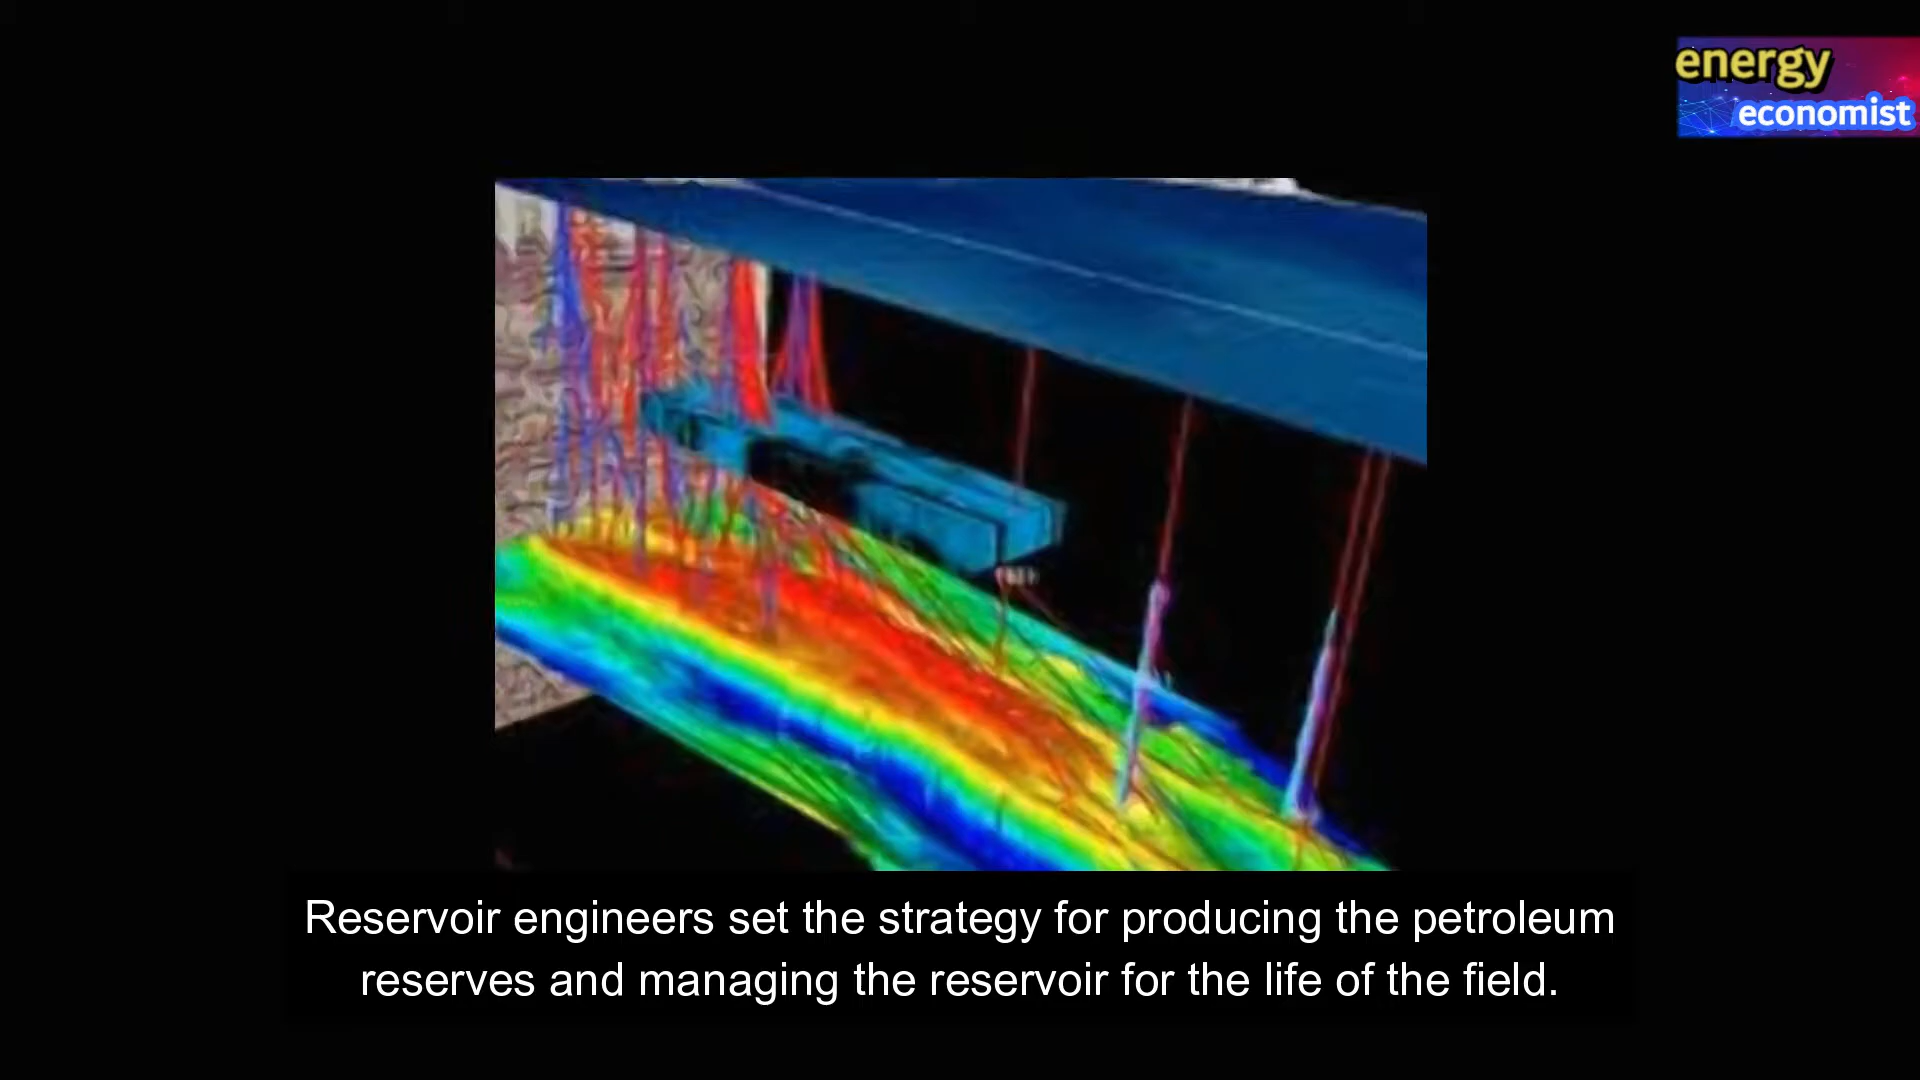 energy
economist
Reservoir engineers set the strategy for producing the petroleum
reserves and managing the reservoir for the life of the field.